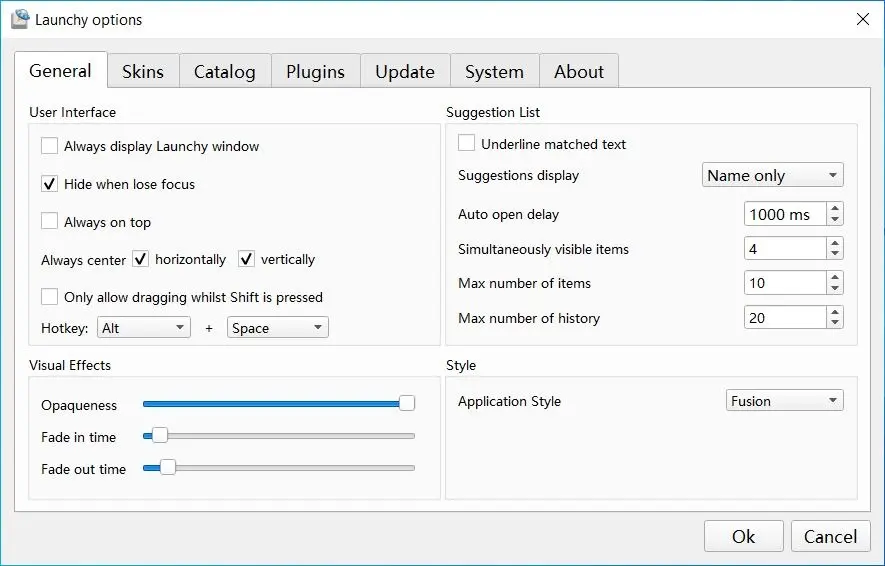 Launchy options
General Skins Catalog Plugins Update System About
User Interface
Always display Launchy window
Hide when lose focus
Always on top
Always center horizontally vertically
Only allow dragging whilst Shift is pressed
Hotkey: Alt + Space
Suggestion List
Underline matched text
Suggestions display Name only
Auto open delay 1000 ms
Simultaneously visible items 4
Max number of items 10
Max number of history 20
Visual Effects
Opaqueness
Fade in time
Fade out time
Style
Application Style Fusion
Ok Cancel